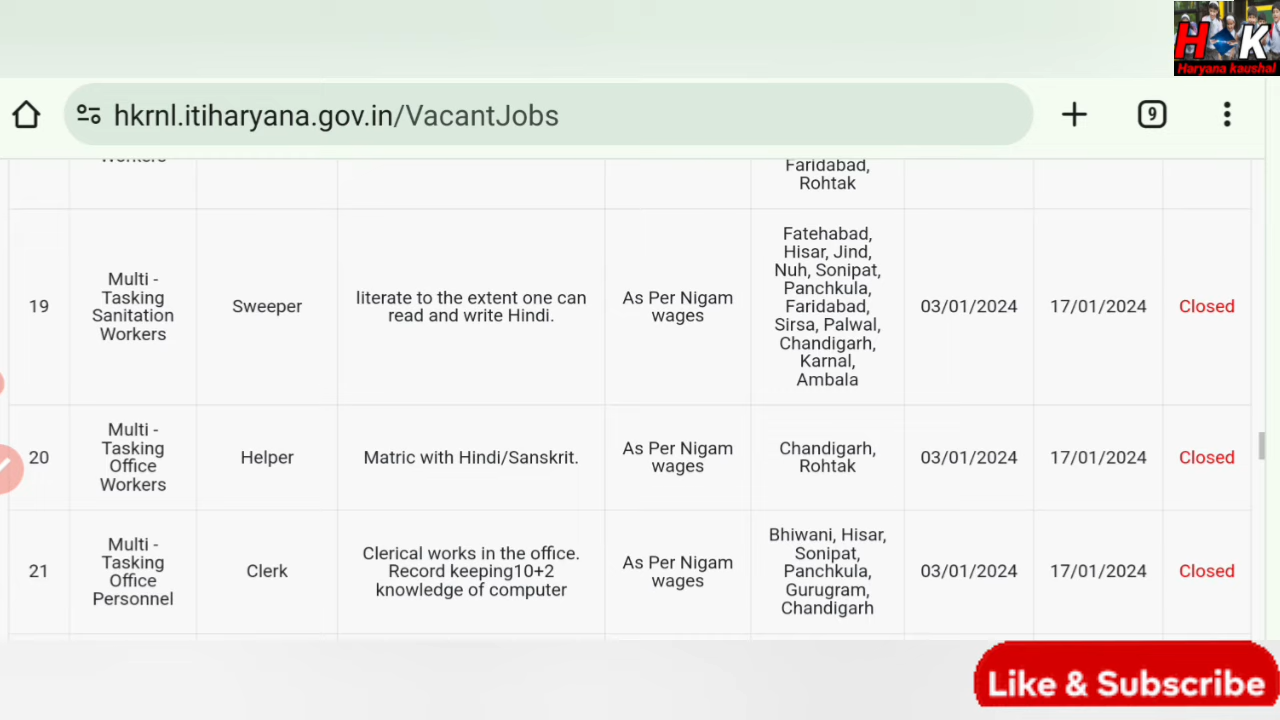 H K
Haryana kaushal
hkrnl.itiharyana.gov.in/VacantJobs
9
Workers
Faridabad,
Rohtak
19
Multi -
Tasking
Sanitation
Workers
Sweeper
literate to the extent one can
read and write Hindi.
As Per Nigam
wages
Fatehabad,
Hisar, Jind,
Nuh, Sonipat,
Panchkula,
Faridabad,
Sirsa, Palwal,
Chandigarh,
Karnal,
Ambala
03/01/2024
17/01/2024
Closed
20
Multi -
Tasking
Office
Workers
Helper
Matric with Hindi/Sanskrit.
As Per Nigam
wages
Chandigarh,
Rohtak
03/01/2024
17/01/2024
Closed
21
Multi -
Tasking
Office
Personnel
Clerk
Clerical works in the office.
Record keeping10+2
knowledge of computer
As Per Nigam
wages
Bhiwani, Hisar,
Sonipat,
Panchkula,
Gurugram,
Chandigarh
03/01/2024
17/01/2024
Closed
Like & Subscribe